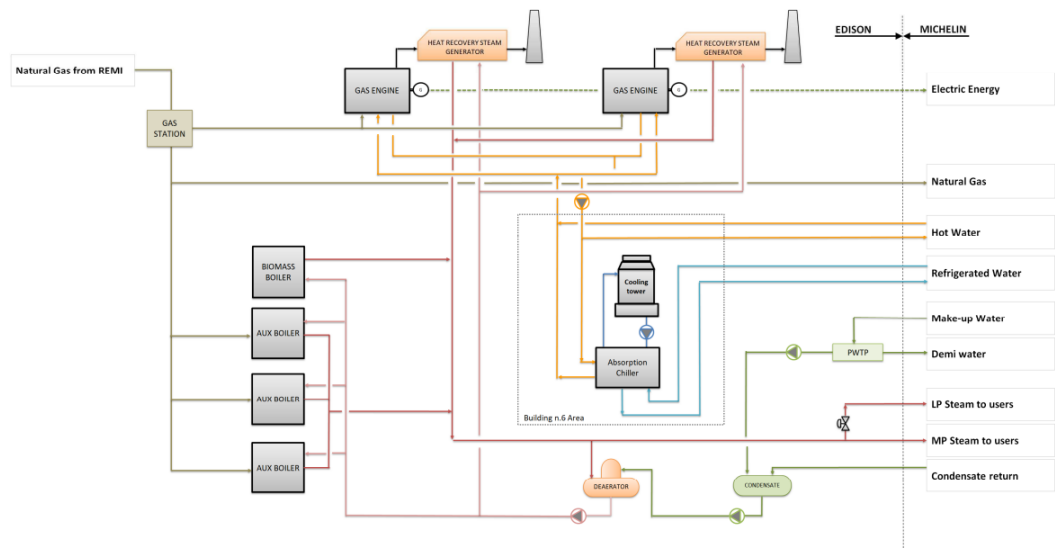 HEAT RECOVERY STEAM
GENERATOR
HEAT RECOVERY STEAM
GENERATOR
EDISON
MICHELIN
Natural Gas from REMI
GAS ENGINE
G
GAS ENGINE
G
Electric Energy
GAS
STATION
Natural Gas
Hot Water
BIOMASS
BOILER
Cooling
tower
Refrigerated Water
AUX BOILER
Make-up Water
PWTP
Demi water
Absorption
Chiller
AUX BOILER
LP Steam to users
Building n.6 Area
MP Steam to users
AUX BOILER
Condensate return
DEAERATOR
CONDENSATE